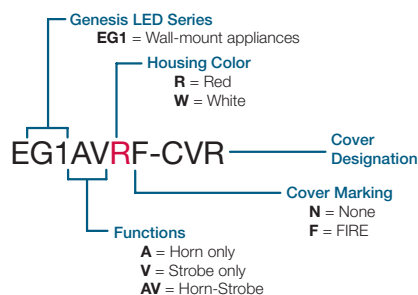 Genesis LED Series
EG1 = Wall-mount appliances
Housing Color
R = Red
W = White
EG1AVRF-CVR
Cover
Designation
Cover Marking
N = None
F = FIRE
Functions
A = Horn only
V = Strobe only
AV = Horn-Strobe